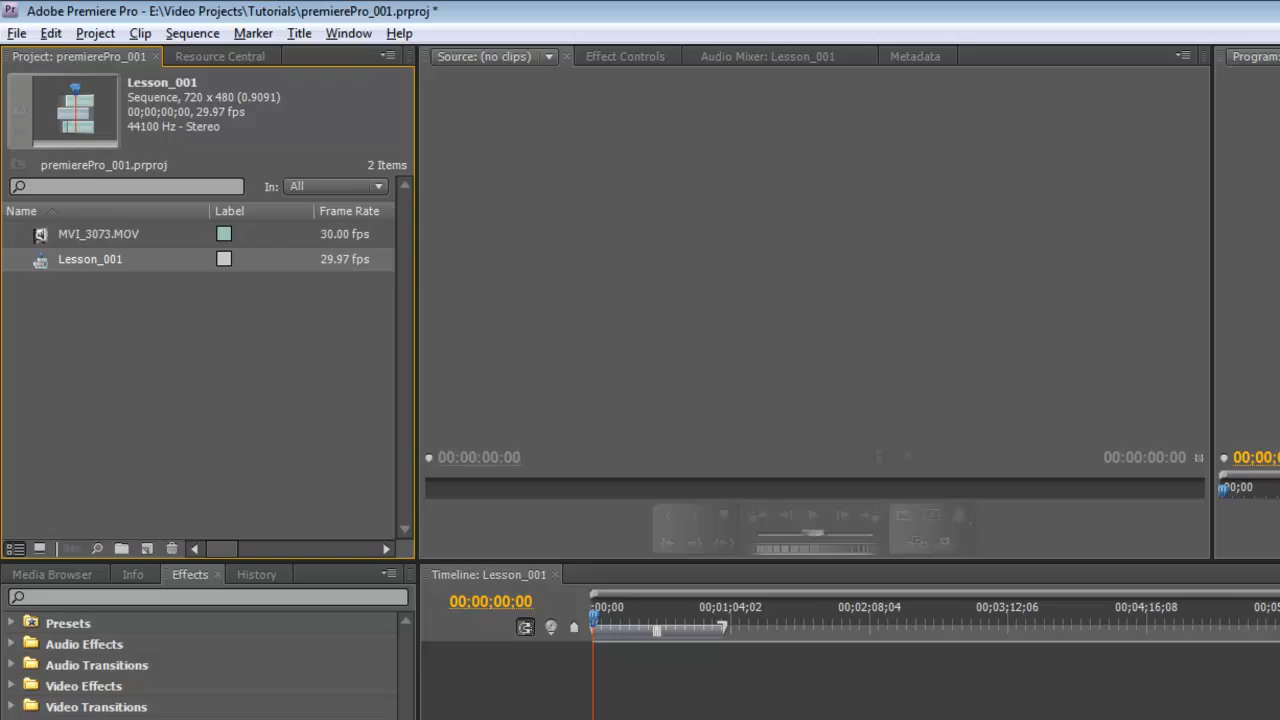 Pr Adobe Premiere Pro - E:\Video Projects\Tutorials\premierePro_001.prproj *
File Edit Project Clip Sequence Marker Title Window Help
Project: premierePro_001 Resource Central
Source: (no clips) Effect Controls Audio Mixer: Lesson_001 Metadata
Program:
Lesson_001
Sequence, 720 x 480 (0.9091)
00;00;00;00, 29.97 fps
44100 Hz - Stereo
premierePro_001.prproj 2 Items
In: All
Name Label Frame Rate
MVI_3073.MOV 30.00 fps
Lesson_001 29.97 fps
00:00:00:00 00:00:00:00
Media Browser Info Effects History
Presets
Audio Effects
Audio Transitions
Video Effects
Video Transitions
Timeline: Lesson_001
00;00;00;00
;00;00 00;01;04;02 00;02;08;04 00;03;12;06 00;04;16;08